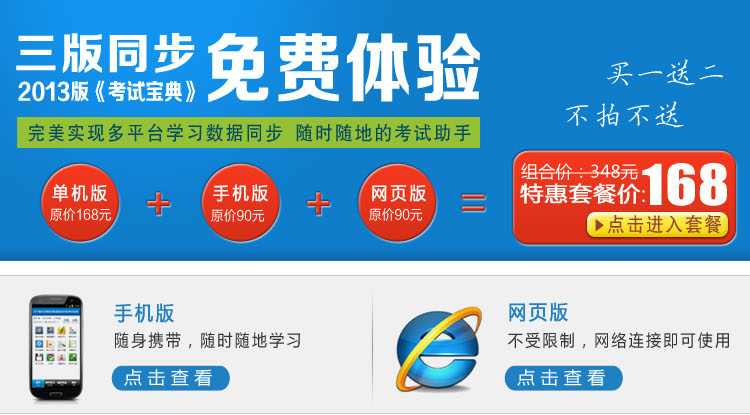 三版同步
2013版《考试宝典》
免费体验
买一送二
不拍不送
完美实现多平台学习数据同步 随时随地的考试助手
单机版
原价168元
+
手机版
原价90元
+
网页版
原价90元
=
组合价：348元
特惠套餐价:168
点击进入套餐
手机版
随身携带，随时随地学习
点击查看
网页版
不受限制，网络连接即可使用
点击查看